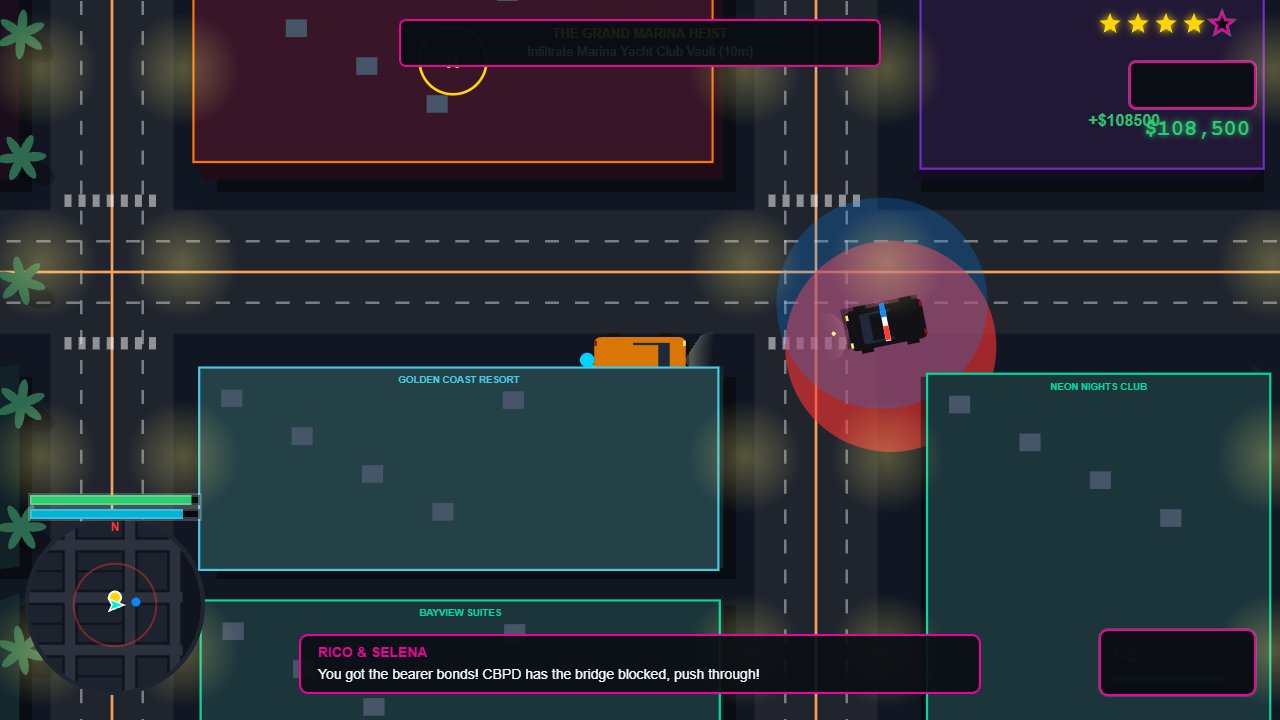 THE GRAND MARINA HEIST
Infiltrate Marina Yacht Club Vault (10m)
+$108500
$108,500
GOLDEN COAST RESORT
NEON NIGHTS CLUB
N
BAYVIEW SUITES
RICO & SELENA
You got the bearer bonds! CBPD has the bridge blocked, push through!